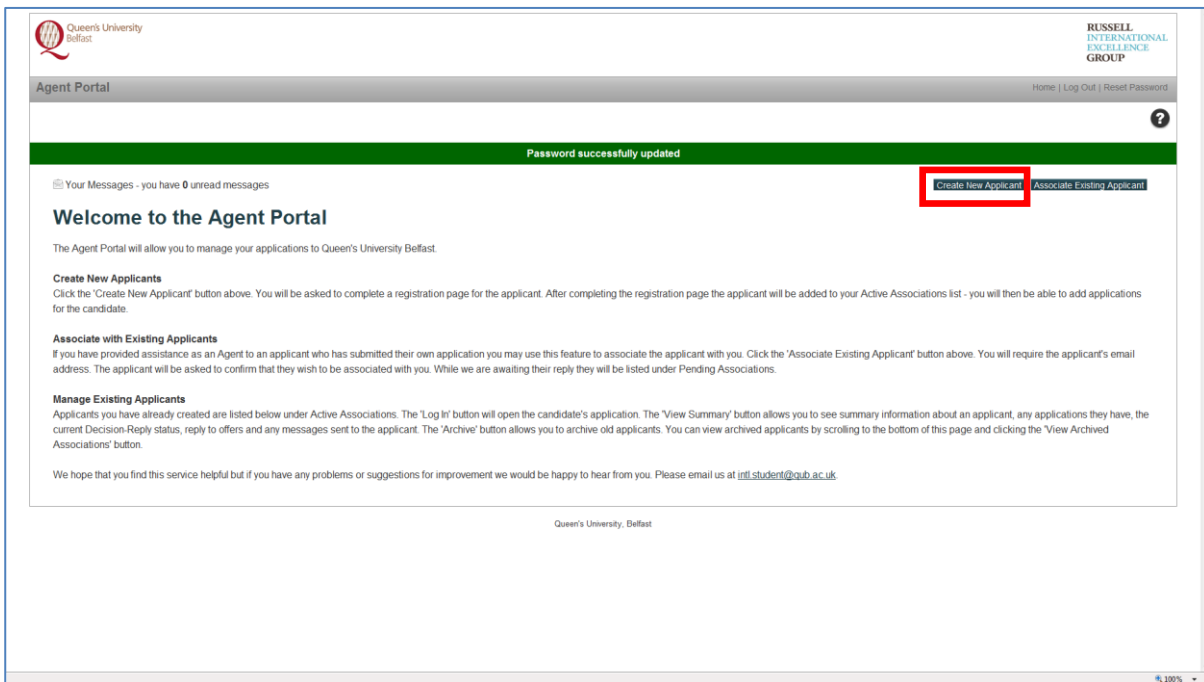 Queen's University
Belfast
RUSSELL
INTERNATIONAL
EXCELLENCE
GROUP
Agent Portal
Home | Log Out | Reset Password
?
Password successfully updated
Your Messages - you have 0 unread messages
Create New Applicant Associate Existing Applicant
Welcome to the Agent Portal
The Agent Portal will allow you to manage your applications to Queen's University Belfast.
Create New Applicants
Click the 'Create New Applicant' button above. You will be asked to complete a registration page for the applicant. After completing the registration page the applicant will be added to your Active Associations list - you will then be able to add applications
for the candidate.
Associate with Existing Applicants
If you have provided assistance as an Agent to an applicant who has submitted their own application you may use this feature to associate the applicant with you. Click the 'Associate Existing Applicant' button above. You will require the applicant's email
address. The applicant will be asked to confirm that they wish to be associated with you. While we are awaiting their reply they will be listed under Pending Associations.
Manage Existing Applicants
Applicants you have already created are listed below under Active Associations. The 'Log In' button will open the candidate's application. The 'View Summary' button allows you to see summary information about an applicant, any applications they have, the
current Decision-Reply status, reply to offers and any messages sent to the applicant. The 'Archive' button allows you to archive old applicants. You can view archived applicants by scrolling to the bottom of this page and clicking the 'View Archived
Associations' button.
We hope that you find this service helpful but if you have any problems or suggestions for improvement we would be happy to hear from you. Please email us at intl.student@qub.ac.uk.
Queen's University, Belfast
100%